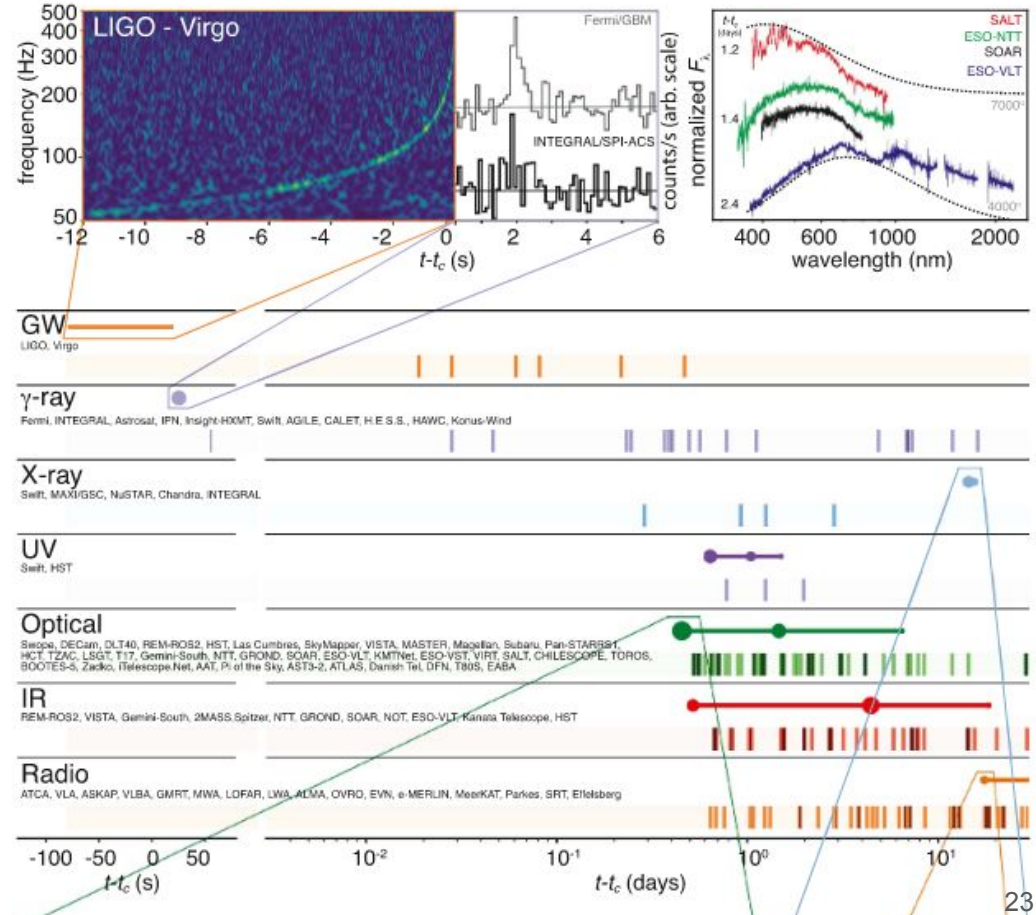 LIGO - Virgo
Fermi/GBM
INTEGRAL/SPI-ACS
500
400
300
200
100
50
frequency (Hz)
-12 -10 -8 -6 -4 -2 0 2 4 6
t-tc (s)
counts/s (arb. scale)
normalized Fλ
t-tc
(days)
1.2
1.4
2.4
SALT
ESO-NTT
SOAR
ESO-VLT
7000°
4000°
400 600 1000 2000
wavelength (nm)
GW
LIGO, Virgo
γ-ray
Fermi, INTEGRAL, Astrosat, IPN, Insight-HXMT, Swift, AGILE, CALET, H.E.S.S., HAWC, Konus-Wind
X-ray
Swift, MAXI/GSC, NuSTAR, Chandra, INTEGRAL
UV
Swift, HST
Optical
Swope, DECam, DLT40, REM-ROS2, HST, Las Cumbres, SkyMapper, VISTA, MASTER, Magellan, Subaru, Pan-STARRS1,
HCT, TZAC, LSGT, T17, Gemini-South, NTT, GROND, SOAR, ESO-VLT, KMTNet, ESO-VST, VIRT, SALT, CHILESCOPE, TOROS,
BOOTES-5, Zadko, iTelescope.Net, AAT, Pi of the Sky, AST3-2, ATLAS, Danish Tel, DFN, T80S, EABA
IR
REM-ROS2, VISTA, Gemini-South, 2MASS,Spitzer, NTT, GROND, SOAR, NOT, ESO-VLT, Kanata Telescope, HST
Radio
ATCA, VLA, ASKAP, VLBA, GMRT, MWA, LOFAR, LWA, ALMA, OVRO, EVN, e-MERLIN, MeerKAT, Parkes, SRT, Effelsberg
-100 -50 0 50 10⁻² 10⁻¹ 10⁰ 10¹
t-tc (s) t-tc (days)
23